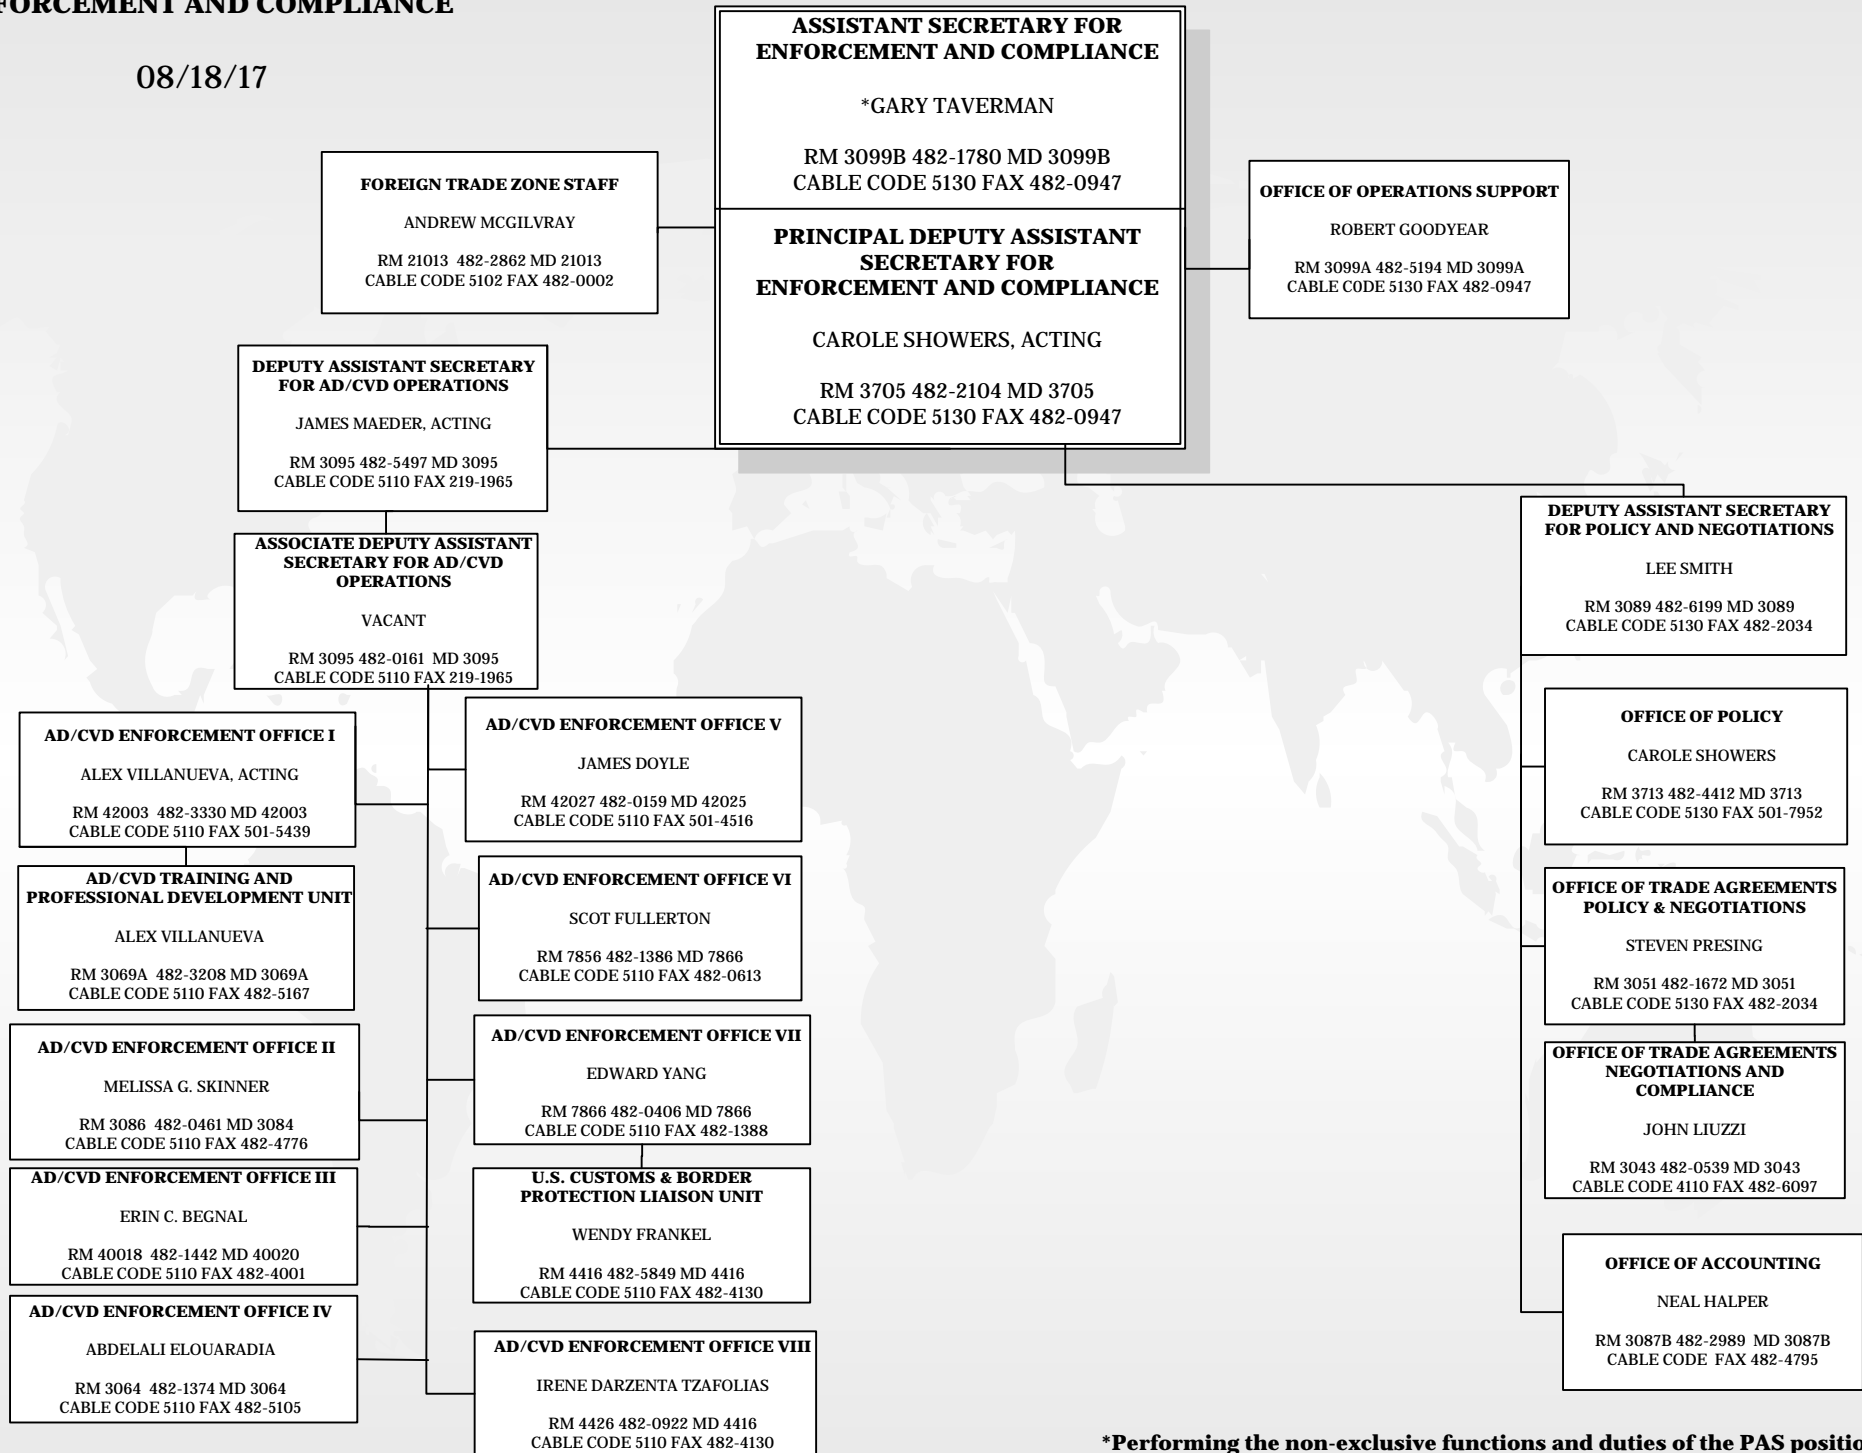 AND COMPLIANCE
08/18/17
ASSISTANT SECRETARY FOR
ENFORCEMENT AND COMPLIANCE
*GARY TAVERMAN
RM 3099B 482-1780 MD 3099B
CABLE CODE 5130 FAX 482-0947
PRINCIPAL DEPUTY ASSISTANT
SECRETARY FOR
ENFORCEMENT AND COMPLIANCE
CAROLE SHOWERS, ACTING
RM 3705 482-2104 MD 3705
CABLE CODE 5130 FAX 482-0947
FOREIGN TRADE ZONE STAFF
ANDREW MCGILVRAY
RM 21013 482-2862 MD 21013
CABLE CODE 5102 FAX 482-0002
OFFICE OF OPERATIONS SUPPORT
ROBERT GOODYEAR
RM 3099A 482-5194 MD 3099A
CABLE C0DE 5130 FAX 482-0947
DEPUTY ASSISTANT SECRETARY
FOR AD/CVD OPERATIONS
JAMES MAEDER, ACTING
RM 3095 482-5497 MD 3095
CABLE CODE 5110 FAX 219-1965
ASSOCIATE DEPUTY ASSISTANT
SECRETARY FOR AD/CVD
OPERATIONS
VACANT
RM 3095 482-0161 MD 3095
CABLE CODE 5110 FAX 219-1965
AD/CVD ENFORCEMENT OFFICE I
ALEX VILLANUEVA, ACTING
RM 42003 482-3330 MD 42003
CABLE CODE 5110 FAX 501-5439
AD/CVD TRAINING AND
PROFESSIONAL DEVELOPMENT UNIT
ALEX VILLANUEVA
RM 3069A 482-3208 MD 3069A
CABLE CODE 5110 FAX 482-5167
AD/CVD ENFORCEMENT OFFICE II
MELISSA G. SKINNER
RM 3086 482-0461 MD 3084
CABLE CODE 5110 FAX 482-4776
AD/CVD ENFORCEMENT OFFICE III
ERIN C. BEGNAL
RM 40018 482-1442 MD 40020
CABLE CODE 5110 FAX 482-4001
AD/CVD ENFORCEMENT OFFICE IV
ABDELALI ELOUARADIA
RM 3064 482-1374 MD 3064
CABLE CODE 5110 FAX 482-5105
AD/CVD ENFORCEMENT OFFICE V
JAMES DOYLE
RM 42027 482-0159 MD 42025
CABLE CODE 5110 FAX 501-4516
AD/CVD ENFORCEMENT OFFICE VI
SCOT FULLERTON
RM 7856 482-1386 MD 7866
CABLE CODE 5110 FAX 482-0613
AD/CVD ENFORCEMENT OFFICE VII
EDWARD YANG
RM 7866 482-0406 MD 7866
CABLE CODE 5110 FAX 482-1388
U.S. CUSTOMS & BORDER
PROTECTION LIAISON UNIT
WENDY FRANKEL
RM 4416 482-5849 MD 4416
CABLE CODE 5110 FAX 482-4130
AD/CVD ENFORCEMENT OFFICE VIII
IRENE DARZENTA TZAFOLIAS
RM 4426 482-0922 MD 4416
CABLE CODE 5110 FAX 482-4130
DEPUTY ASSISTANT SECRETARY
FOR POLICY AND NEGOTIATIONS
LEE SMITH
RM 3089 482-6199 MD 3089
CABLE CODE 5130 FAX 482-2034
OFFICE OF POLICY
CAROLE SHOWERS
RM 3713 482-4412 MD 3713
CABLE CODE 5130 FAX 501-7952
OFFICE OF TRADE AGREEMENTS
POLICY & NEGOTIATIONS
STEVEN PRESING
RM 3051 482-1672 MD 3051
CABLE CODE 5130 FAX 482-2034
OFFICE OF TRADE AGREEMENTS
NEGOTIATIONS AND
COMPLIANCE
JOHN LIUZZI
RM 3043 482-0539 MD 3043
CABLE CODE 4110 FAX 482-6097
OFFICE OF ACCOUNTING
NEAL HALPER
RM 3087B 482-2989 MD 3087B
CABLE CODE FAX 482-4795
*Performing the non-exclusive functions and duties of the PAS